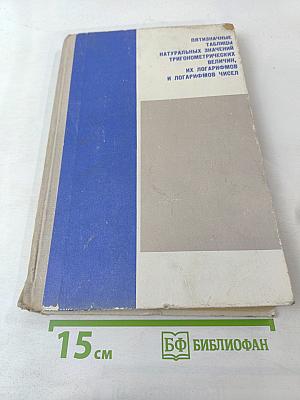 ПЯТИЗНАЧНЫЕ
ТАБЛИЦЫ
НАТУРАЛЬНЫХ ЗНАЧЕНИЙ
ТРИГОНОМЕТРИЧЕСКИХ
ВЕЛИЧИН,
ИХ ЛОГАРИФМОВ
И ЛОГАРИФМОВ ЧИСЕЛ
15 см
БФ БИБЛИОФАН